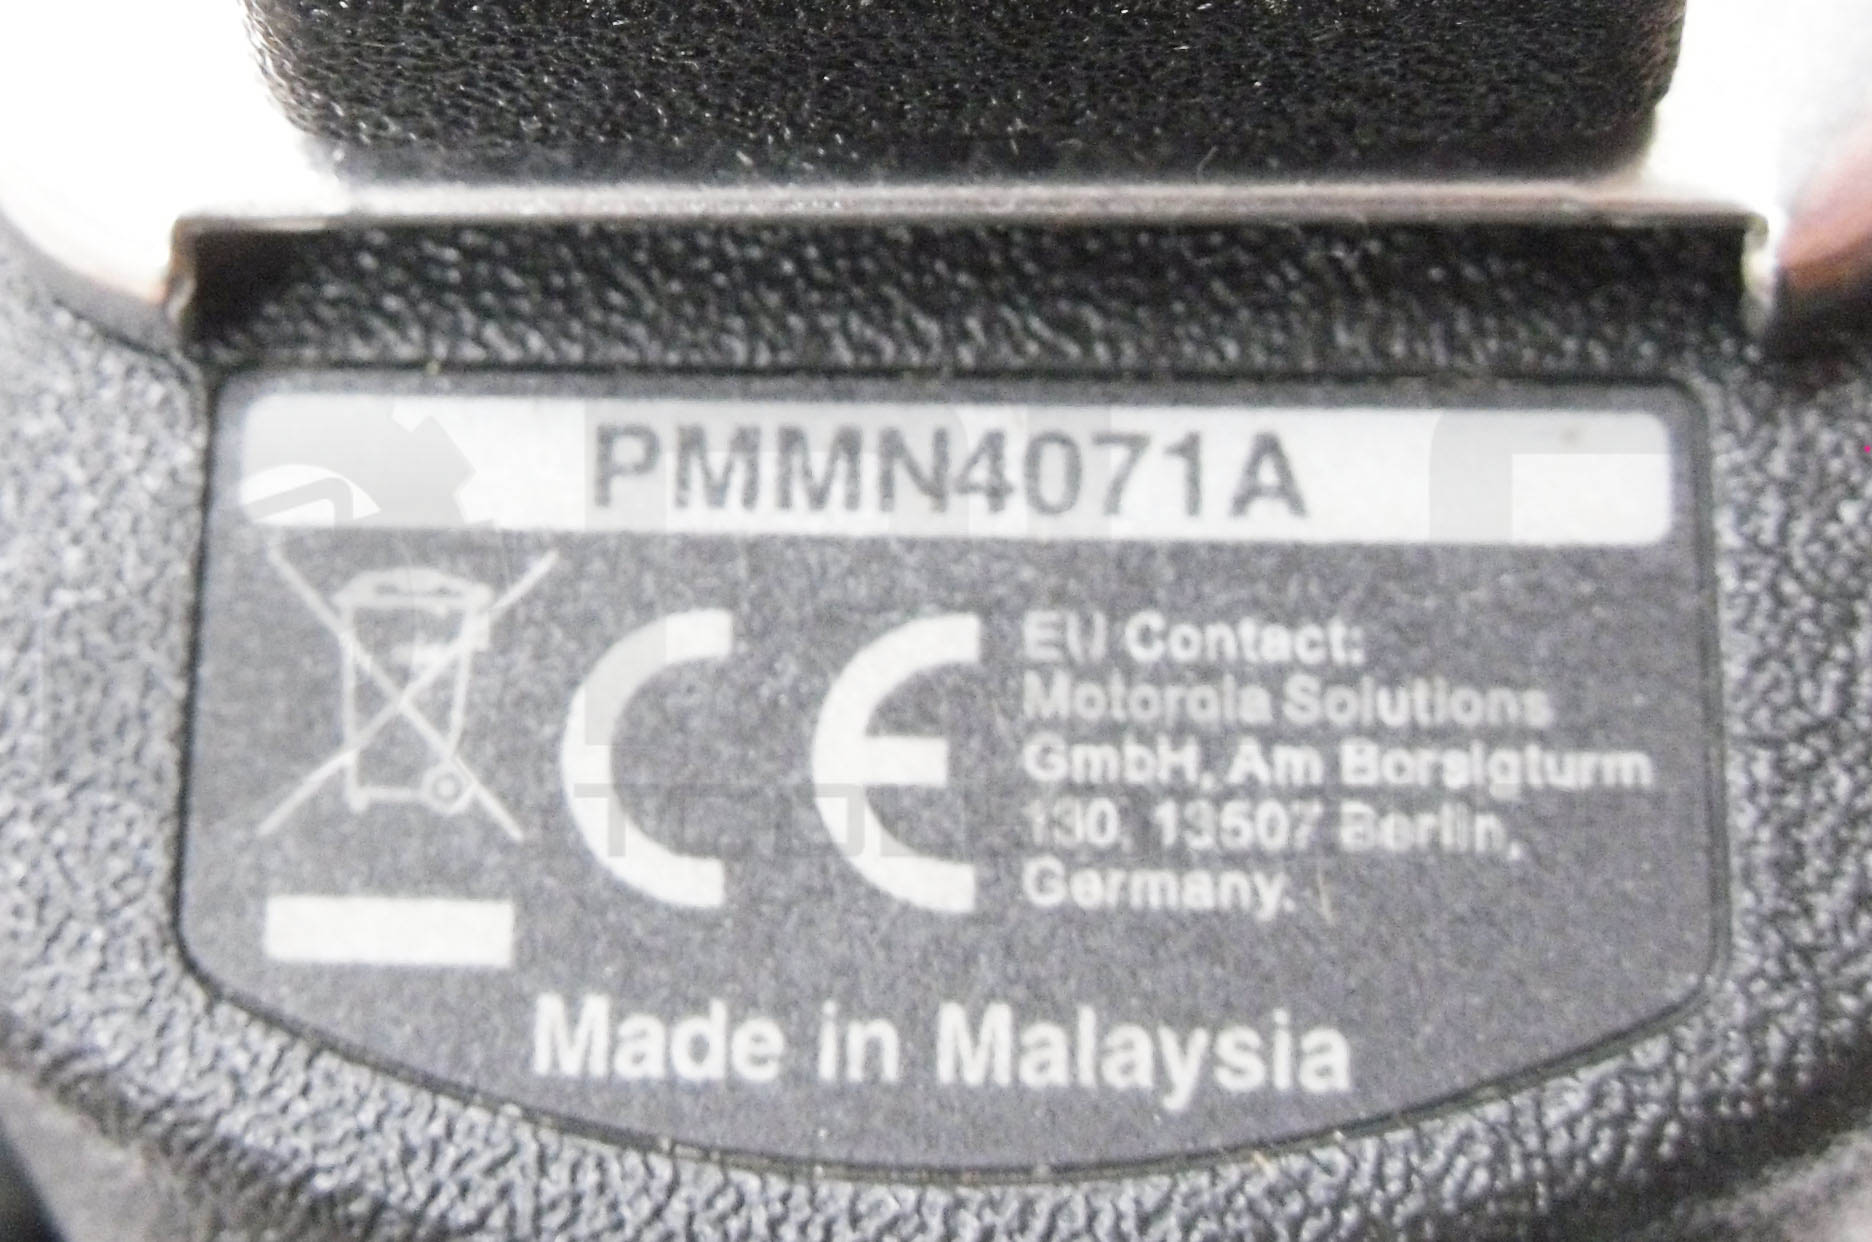 PMMN4071A
CE
EU Contact:
Motorola Solutions
GmbH, Am Borsigturm
130, 13507 Berlin,
Germany.
Made in Malaysia